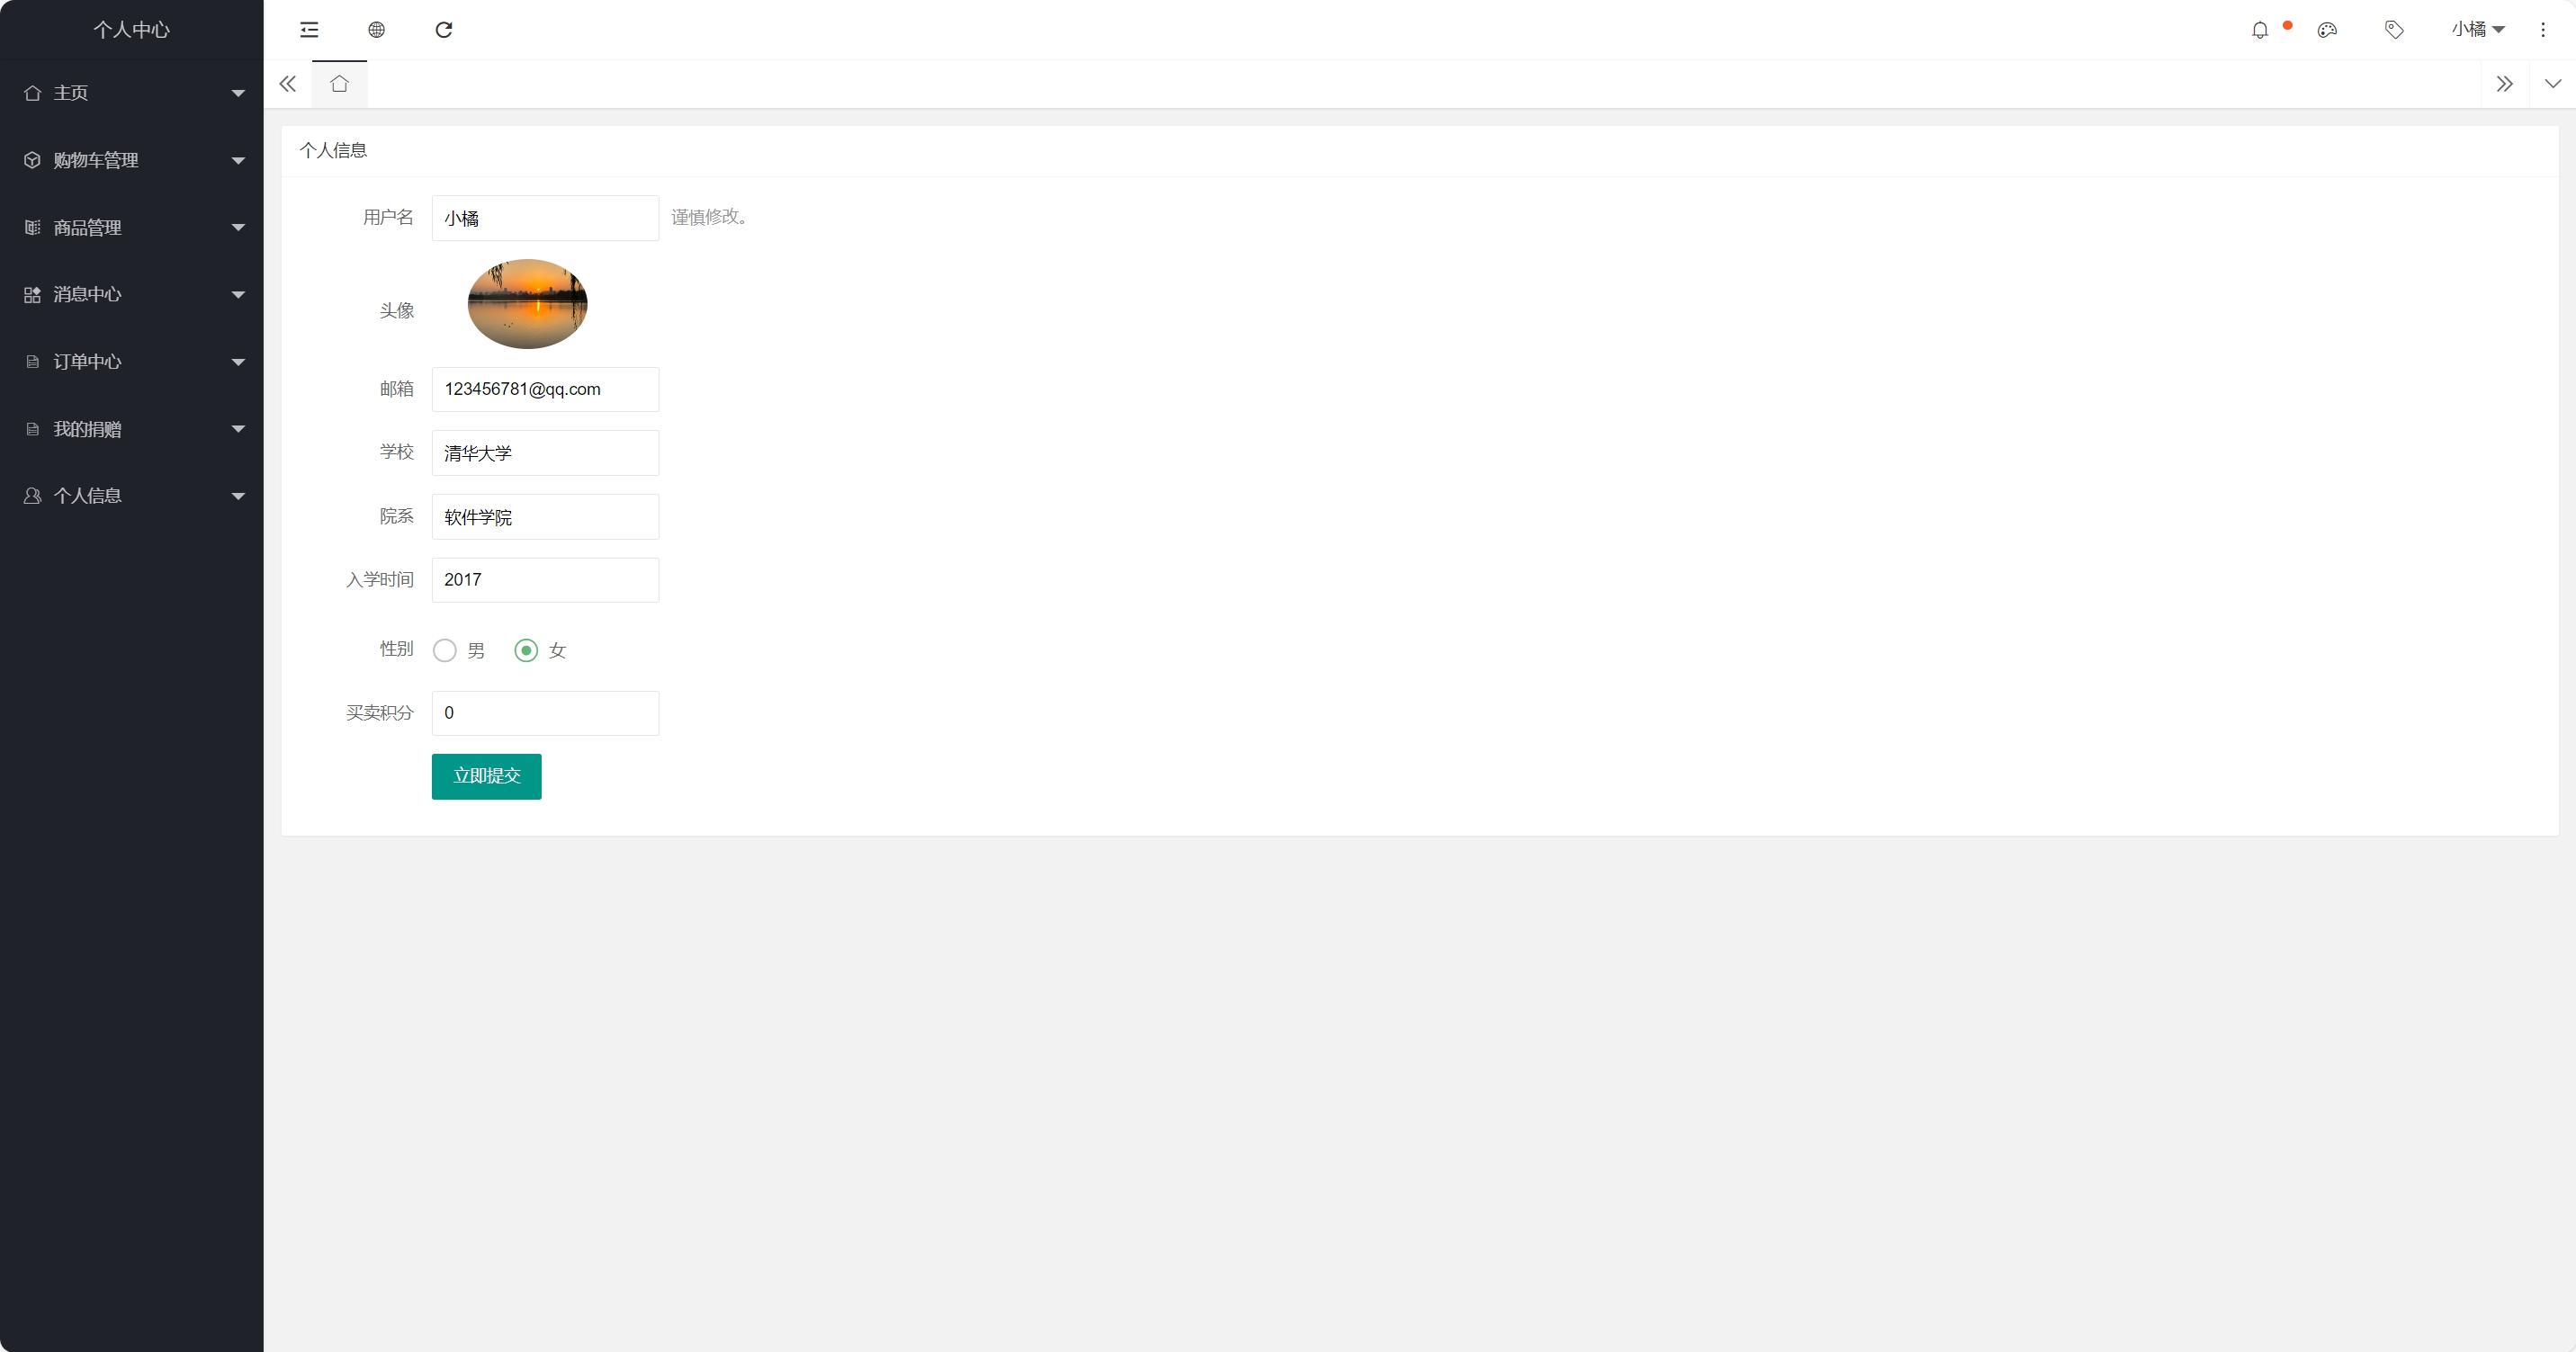 个人中心
小橘
主页
购物车管理
商品管理
消息中心
订单中心
我的捐赠
个人信息
个人信息
用户名 小橘 谨慎修改。
头像
邮箱 123456781@qq.com
学校 清华大学
院系 软件学院
入学时间 2017
性别 男 女
买卖积分 0
立即提交